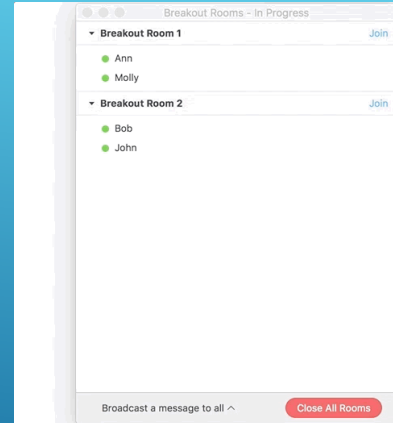 Breakout Rooms - In Progress
Breakout Room 1 Join
Ann
Molly
Breakout Room 2 Join
Bob
John
Broadcast a message to all Close All Rooms